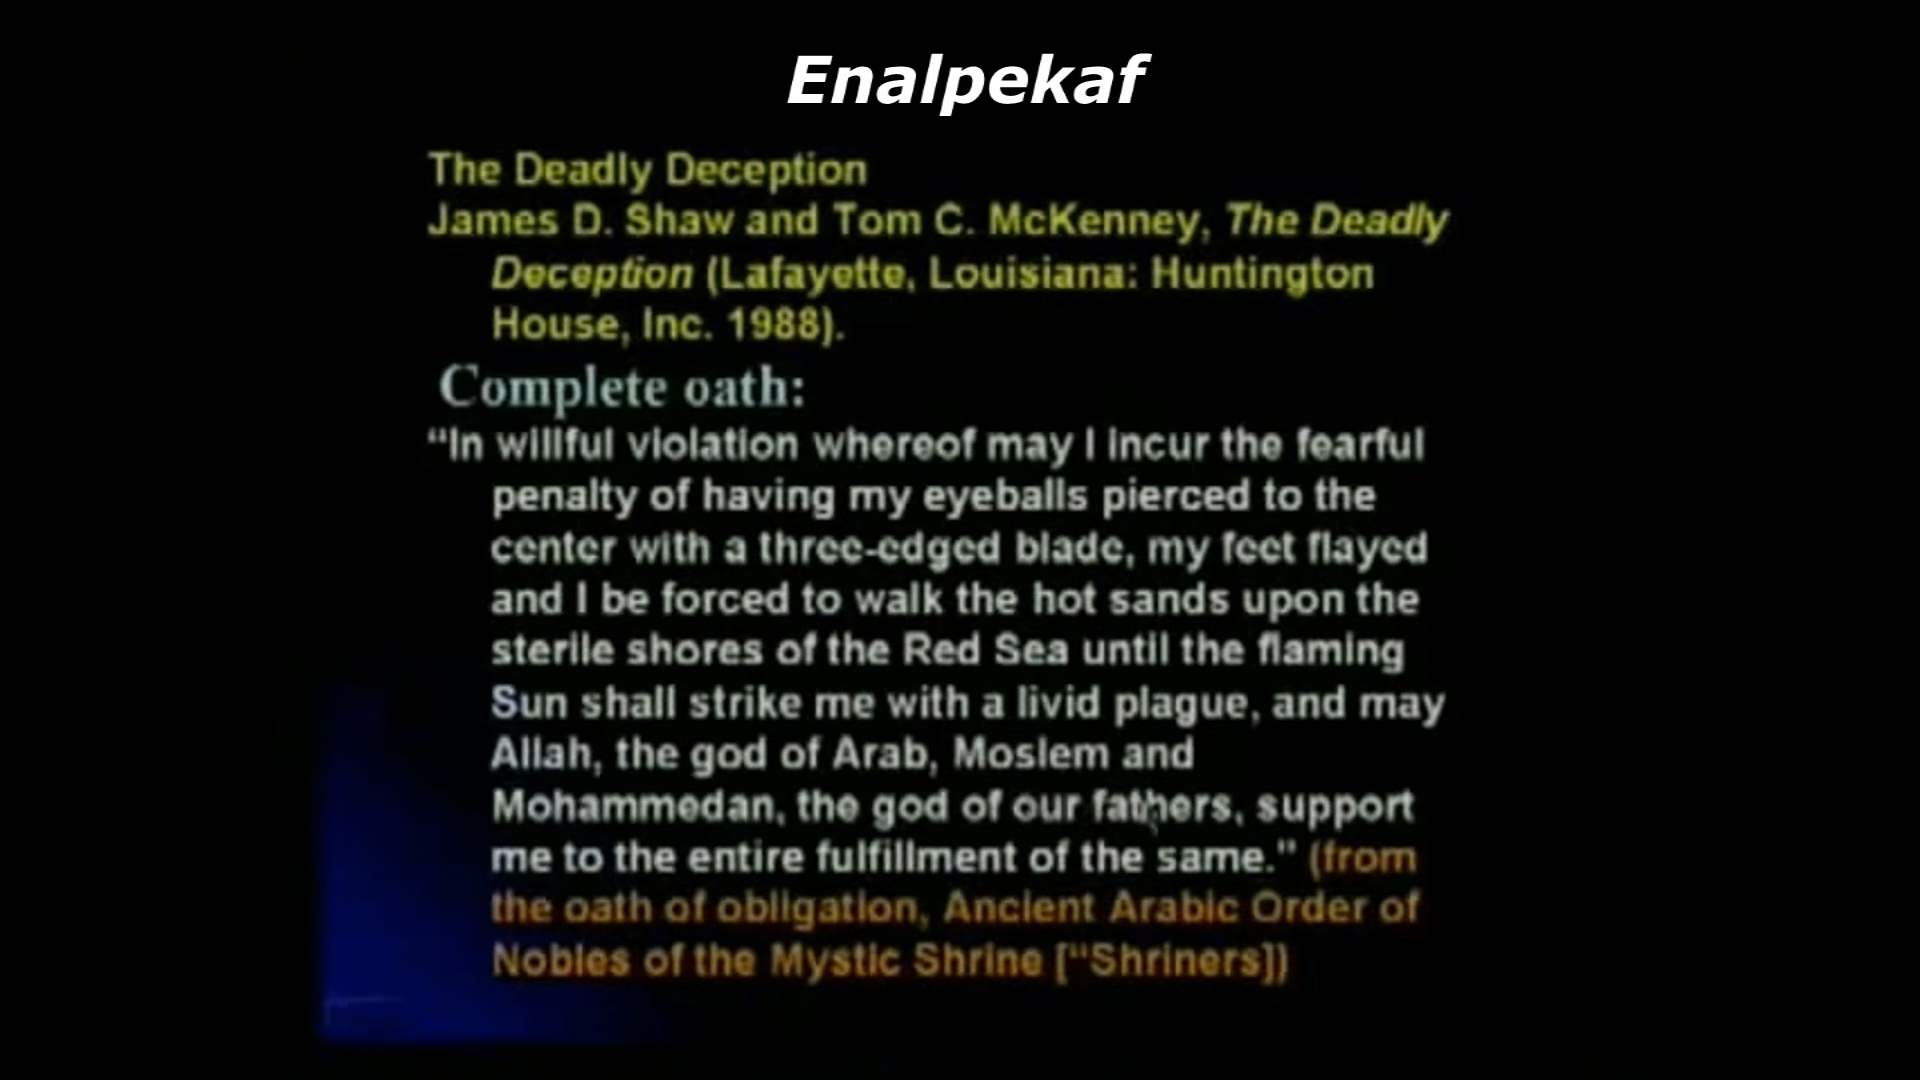 Enalpekaf
The Deadly Deception
James D. Shaw and Tom C. McKenney, The Deadly
Deception (Lafayette, Louisiana: Huntington
House, Inc. 1988).
Complete oath:
“In willful violation whereof may I incur the fearful
penalty of having my eyeballs pierced to the
center with a three-edged blade, my feet flayed
and I be forced to walk the hot sands upon the
sterile shores of the Red Sea until the flaming
Sun shall strike me with a livid plague, and may
Allah, the god of Arab, Moslem and
Mohammedan, the god of our fathers, support
me to the entire fulfillment of the same." (from
the oath of obligation, Ancient Arabic Order of
Nobles of the Mystic Shrine [“Shriners])